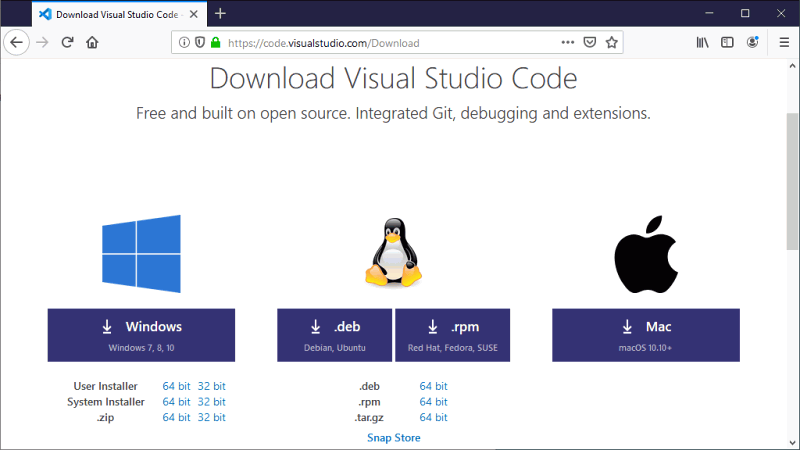 Download Visual Studio Code -
https://code.visualstudio.com/Download
Download Visual Studio Code
Free and built on open source. Integrated Git, debugging and extensions.
Windows
Windows 7, 8, 10
.deb
Debian, Ubuntu
.rpm
Red Hat, Fedora, SUSE
Mac
macOS 10.10+
User Installer 64 bit 32 bit
System Installer 64 bit 32 bit
.zip 64 bit 32 bit
.deb 64 bit
.rpm 64 bit
.tar.gz 64 bit
Snap Store